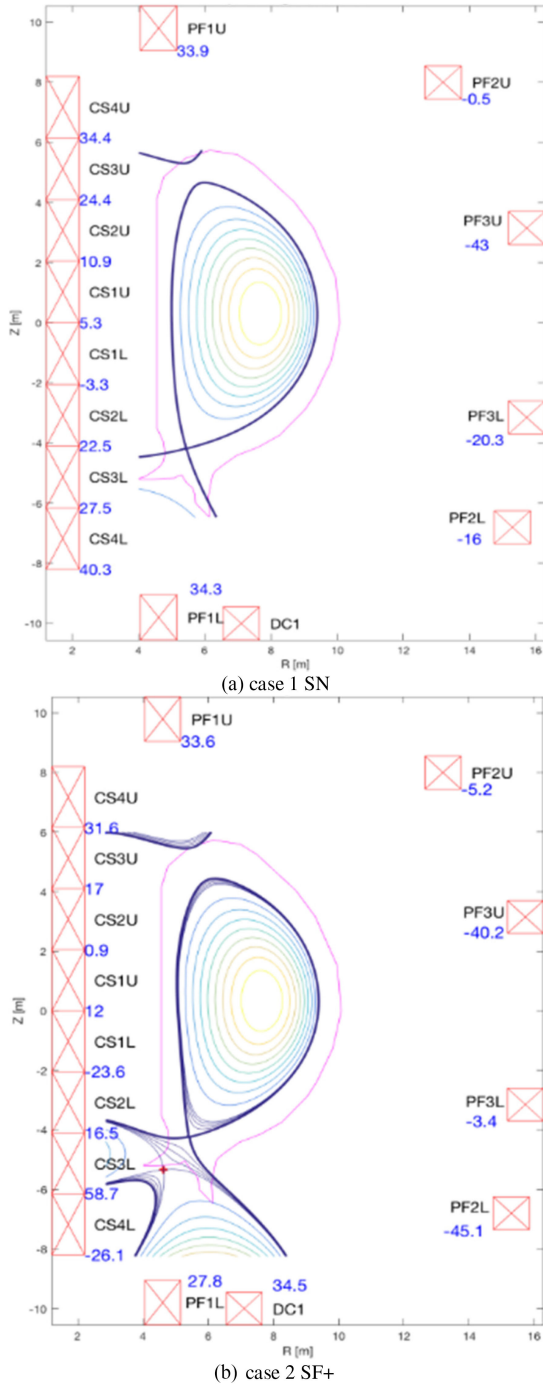 10
PF1U
33.9
8
PF2U
-0.5
CS4U
34.4
6
CS3U
24.4
4
PF3U
-43
CS2U
10.9
2
CS1U
5.3
0
Z [m]
CS1L
-3.3
-2
CS2L
22.5
-4
PF3L
-20.3
CS3L
27.5
-6
CS4L
40.3
PF2L
-16
-8
34.3
PF1L
DC1
-10
2 4 6 8 10 12 14 16
R [m]
(a) case 1 SN
10
PF1U
33.6
8
PF2U
-5.2
CS4U
31.6
6
CS3U
17
4
PF3U
-40.2
CS2U
0.9
2
CS1U
12
0
Z [m]
CS1L
-23.6
-2
CS2L
16.5
-4
PF3L
-3.4
CS3L
58.7
-6
CS4L
-26.1
PF2L
-45.1
-8
27.8 34.5
PF1L
DC1
-10
2 4 6 8 10 12 14 16
R [m]
(b) case 2 SF+